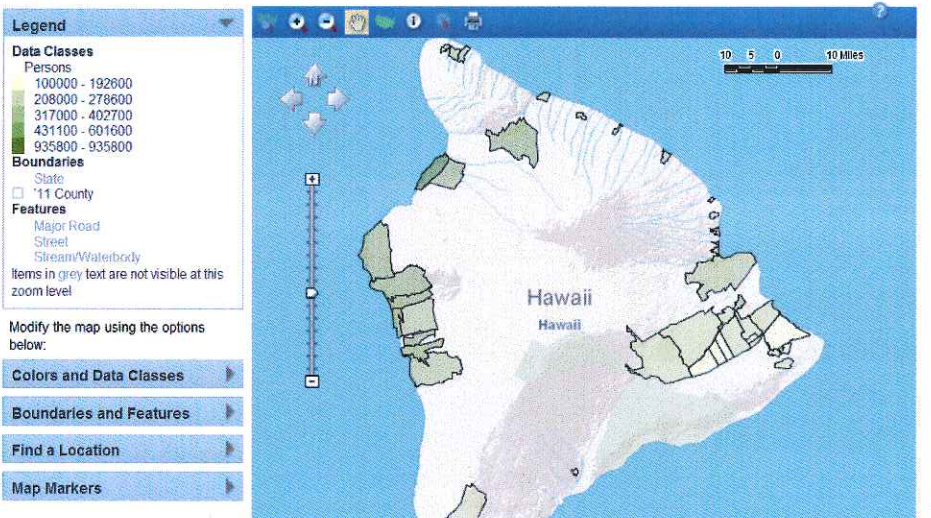 Legend
Data Classes
Persons
100000 - 192600
208000 - 278600
317000 - 402700
431100 - 601600
935800 - 935800
Boundaries
State
'11 County
Features
Major Road
Street
Stream/Waterbody
Items in grey text are not visible at this
zoom level
Modify the map using the options
below:
Colors and Data Classes
Boundaries and Features
Find a Location
Map Markers
?
10 5 0 10 Miles
Hawaii
Hawaii